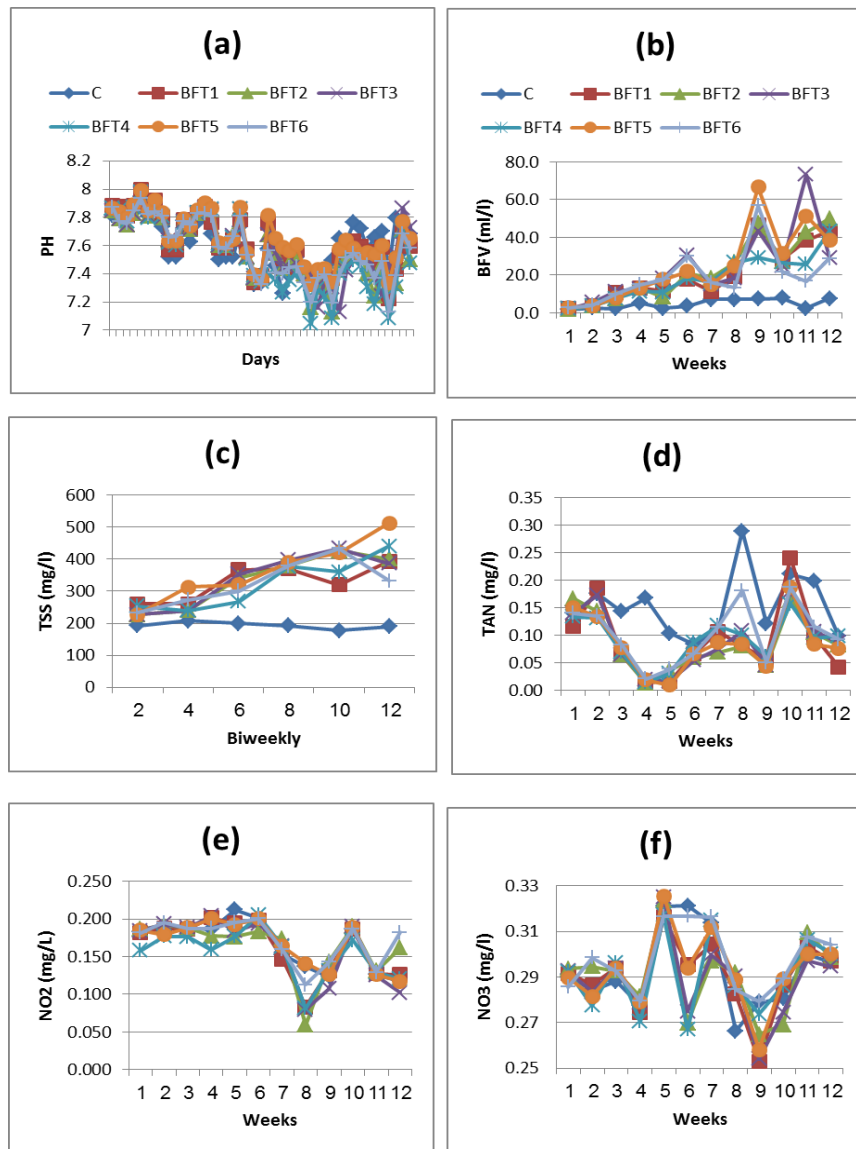 (a)
C BFT1 BFT2 BFT3
BFT4 BFT5 BFT6
8.2
8
7.8
7.6
7.4
7.2
7
PH
Days
(b)
C BFT1 BFT2 BFT3
BFT4 BFT5 BFT6
80.0
60.0
40.0
20.0
0.0
BFV (ml/l)
1 2 3 4 5 6 7 8 9 10 11 12
Weeks
(c)
600
500
400
300
200
100
0
TSS (mg/l)
2 4 6 8 10 12
Biweekly
(d)
0.35
0.30
0.25
0.20
0.15
0.10
0.05
0.00
TAN (mg/l)
1 2 3 4 5 6 7 8 9 10 11 12
Weeks
(e)
0.250
0.200
0.150
0.100
0.050
0.000
NO2 (mg/L)
1 2 3 4 5 6 7 8 9 10 11 12
Weeks
(f)
0.33
0.31
0.29
0.27
0.25
NO3 (mg/l)
1 2 3 4 5 6 7 8 9 10 11 12
Weeks